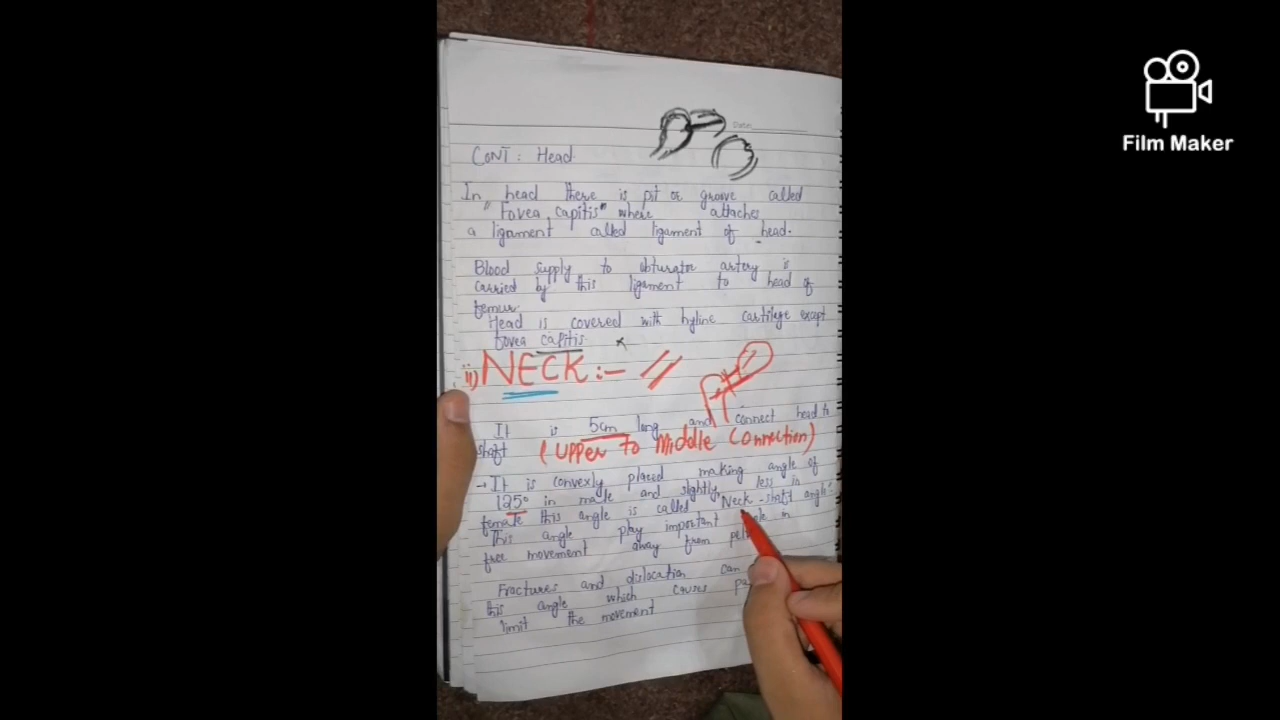 Date:
CONT : Head
In head there is pit or groove called
"Fovea capitis" where attaches
a ligament called ligament of head.
Blood supply to obturator artery is
carried by this ligament to head of
femur.
Head is covered with hyline cartilege except
Fovea capitis
ii) NECK :-
It is 5cm long and connect head to
shaft (Upper To Middle Connection)
→ It is convexly placed making angle of
125° in male and slightly less in
female this angle is called "Neck-shaft angle"
This angle play important in
free movement away from
Fractures and dislocation can
this angle which causes
limit the movement
Film Maker